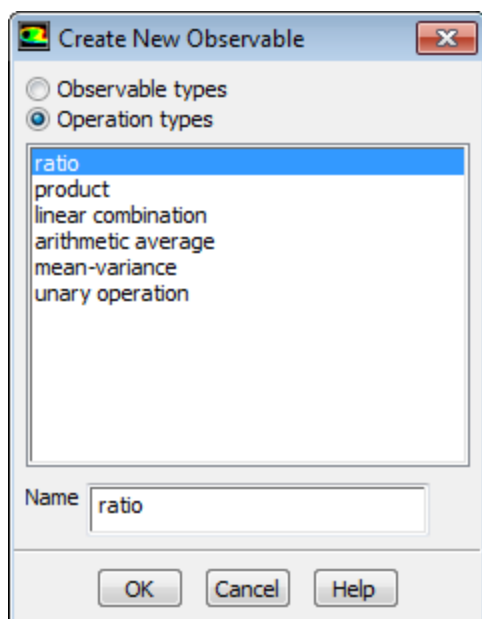 Create New Observable
Observable types
Operation types
ratio
product
linear combination
arithmetic average
mean-variance
unary operation
Name ratio
OK Cancel Help